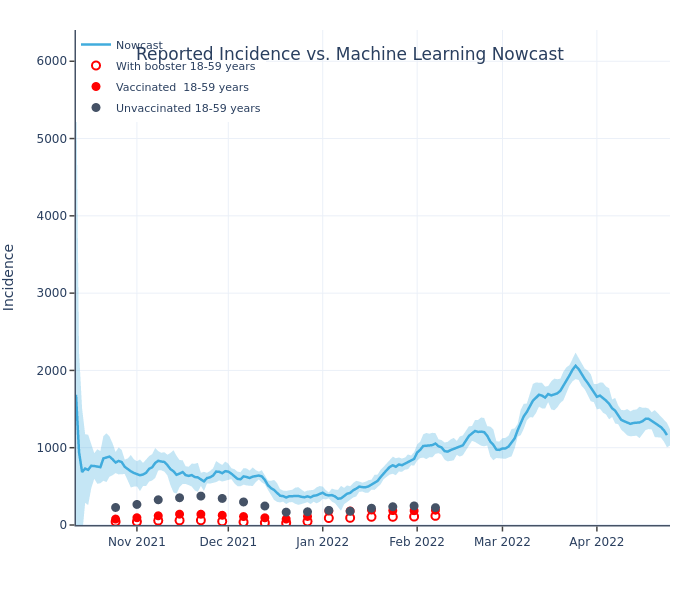 Reported Incidence vs. Machine Learning Nowcast
Nowcast
With booster 18-59 years
Vaccinated  18-59 years
Unvaccinated 18-59 years
Incidence
6000
5000
4000
3000
2000
1000
0
Nov 2021
Dec 2021
Jan 2022
Feb 2022
Mar 2022
Apr 2022